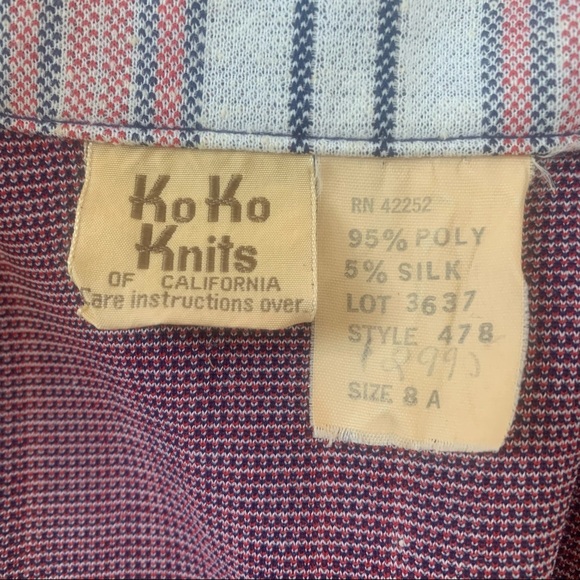 KoKo
Knits
OF CALIFORNIA
Care instructions over
RN 42252
95% POLY
5% SILK
LOT 3637
STYLE 478
SIZE 8 A